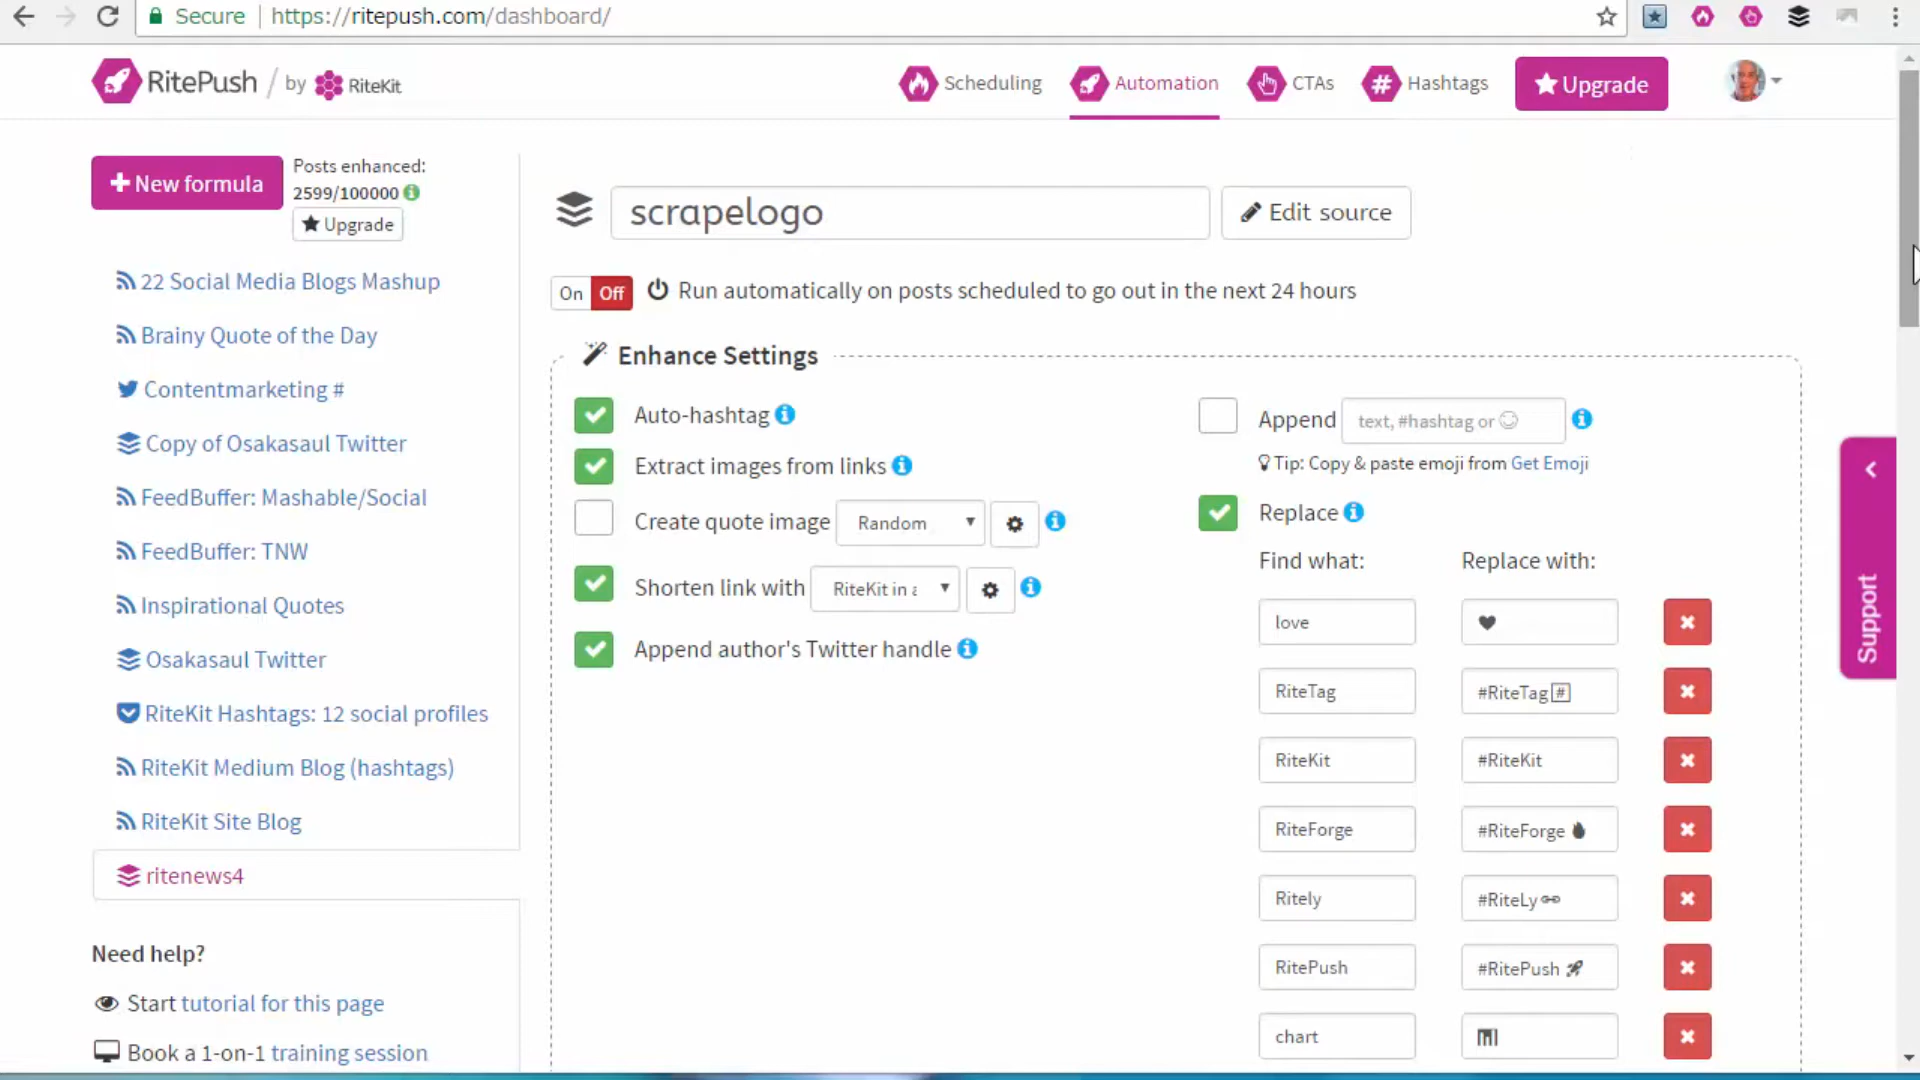 Secure | https://ritepush.com/dashboard/
RitePush / by RiteKit
Scheduling
Automation
CTAs
# Hashtags
Upgrade
New formula
Posts enhanced:
2599/100000
Upgrade
22 Social Media Blogs Mashup
Brainy Quote of the Day
Contentmarketing #
Copy of Osakasaul Twitter
FeedBuffer: Mashable/Social
FeedBuffer: TNW
Inspirational Quotes
Osakasaul Twitter
RiteKit Hashtags: 12 social profiles
RiteKit Medium Blog (hashtags)
RiteKit Site Blog
ritenews4
Need help?
Start tutorial for this page
Book a 1-on-1 training session
scrapelogo
Edit source
On Off Run automatically on posts scheduled to go out in the next 24 hours
Enhance Settings
Auto-hashtag
Extract images from links
Create quote image Random
Shorten link with RiteKit in a
Append author's Twitter handle
Append text, #hashtag or ☺
Tip: Copy & paste emoji from Get Emoji
Replace
Find what: Replace with:
love ♥
RiteTag #RiteTag #
RiteKit #RiteKit
RiteForge #RiteForge
Ritely #RiteLy
RitePush #RitePush
chart
Support